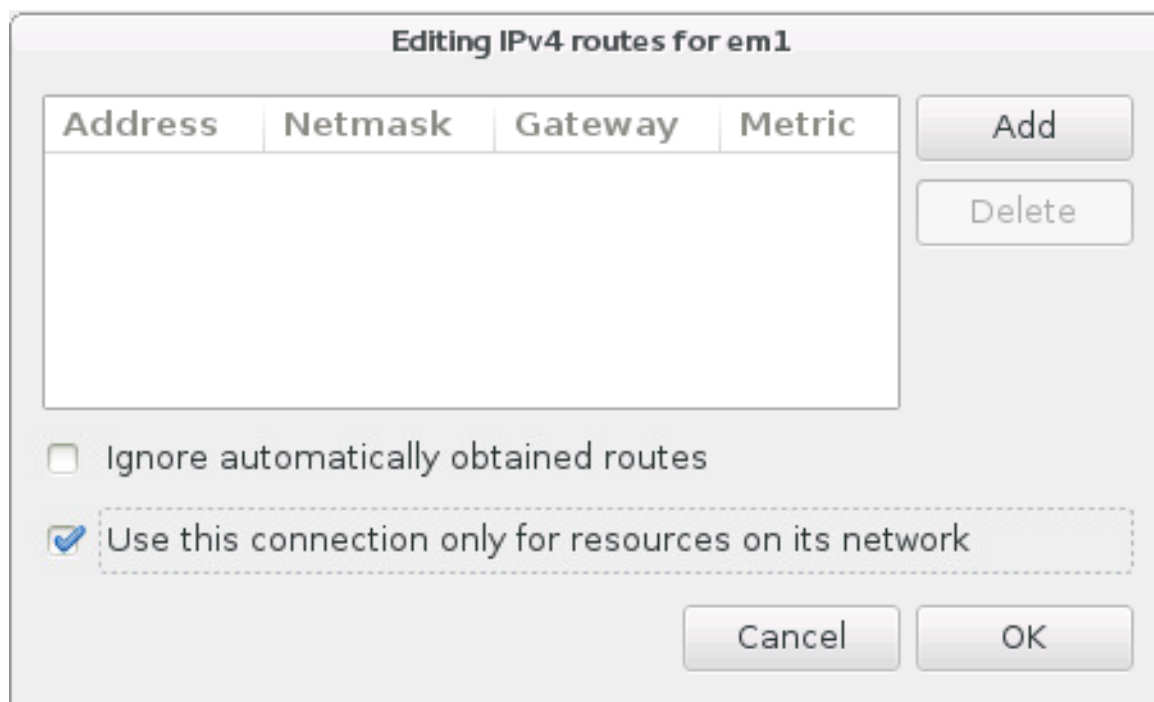 Editing IPv4 routes for em1
Address Netmask Gateway Metric
Add
Delete
Ignore automatically obtained routes
Use this connection only for resources on its network
Cancel OK